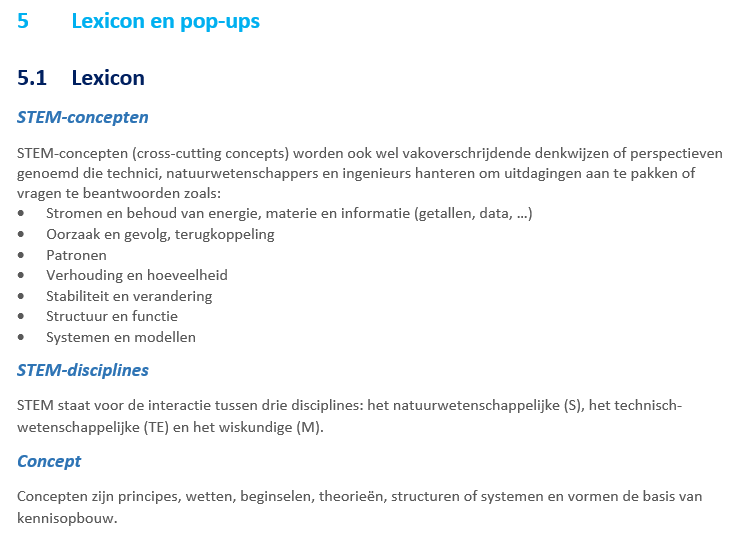 5 Lexicon en pop-ups
5.1 Lexicon
STEM-concepten
STEM-concepten (cross-cutting concepts) worden ook wel vakoverschrijdende denkwijzen of perspectieven
genoemd die technici, natuurwetenschappers en ingenieurs hanteren om uitdagingen aan te pakken of
vragen te beantwoorden zoals:
• Stromen en behoud van energie, materie en informatie (getallen, data, …)
• Oorzaak en gevolg, terugkoppeling
• Patronen
• Verhouding en hoeveelheid
• Stabiliteit en verandering
• Structuur en functie
• Systemen en modellen
STEM-disciplines
STEM staat voor de interactie tussen drie disciplines: het natuurwetenschappelijke (S), het technisch-
wetenschappelijke (TE) en het wiskundige (M).
Concept
Concepten zijn principes, wetten, beginselen, theorieën, structuren of systemen en vormen de basis van
kennisopbouw.